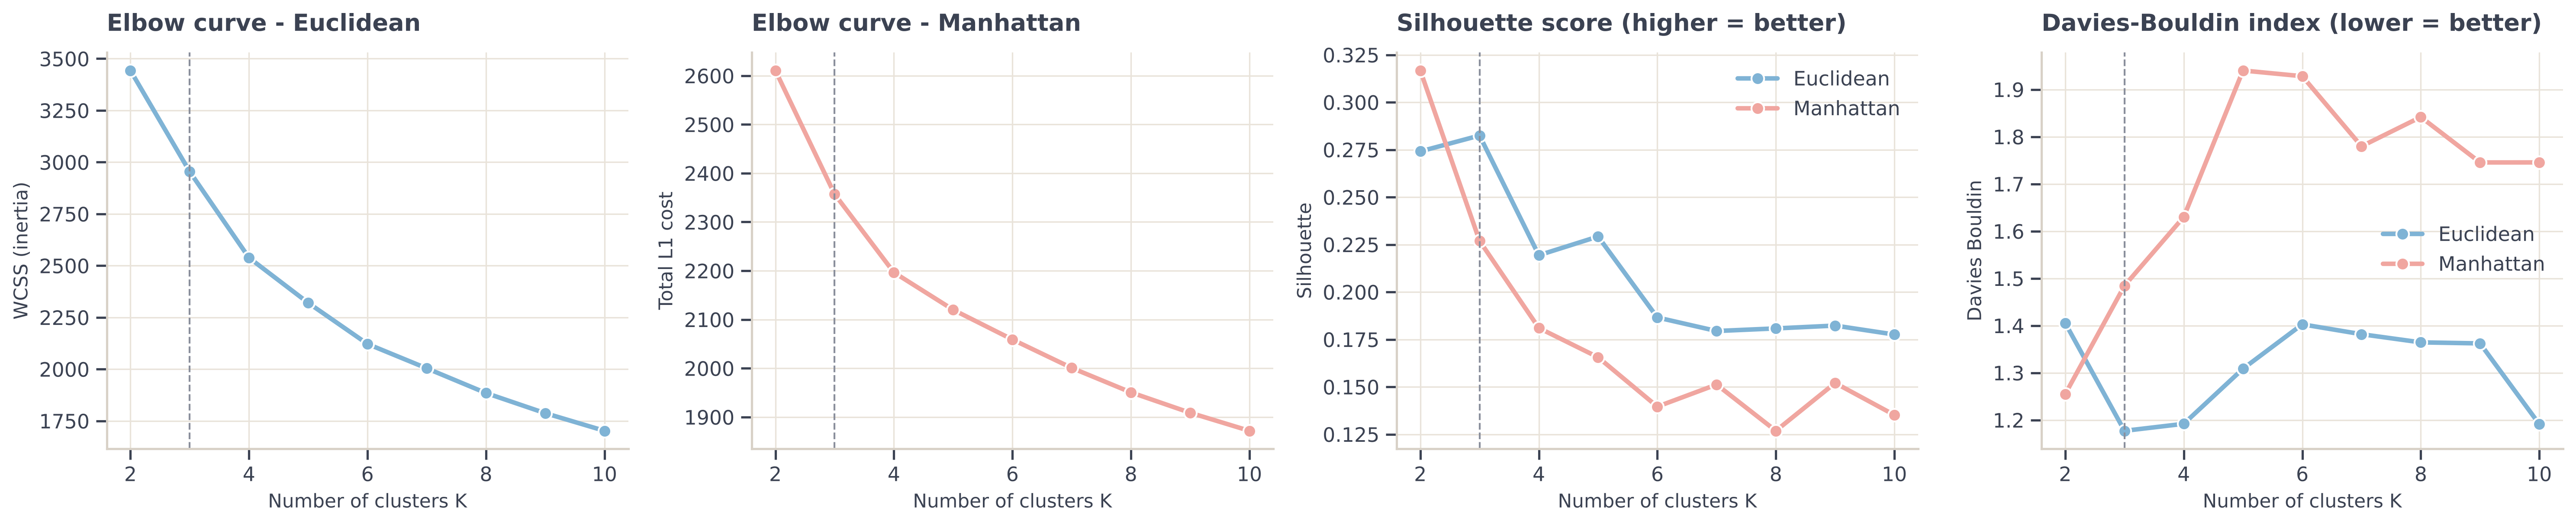 Elbow curve - Euclidean
WCSS (inertia)
3500
3250
3000
2750
2500
2250
2000
1750
2 4 6 8 10
Number of clusters K
Elbow curve - Manhattan
Total L1 cost
2600
2500
2400
2300
2200
2100
2000
1900
2 4 6 8 10
Number of clusters K
Silhouette score (higher = better)
Silhouette
0.325
0.300
0.275
0.250
0.225
0.200
0.175
0.150
0.125
Euclidean
Manhattan
2 4 6 8 10
Number of clusters K
Davies-Bouldin index (lower = better)
Davies Bouldin
1.9
1.8
1.7
1.6
1.5
1.4
1.3
1.2
Euclidean
Manhattan
2 4 6 8 10
Number of clusters K